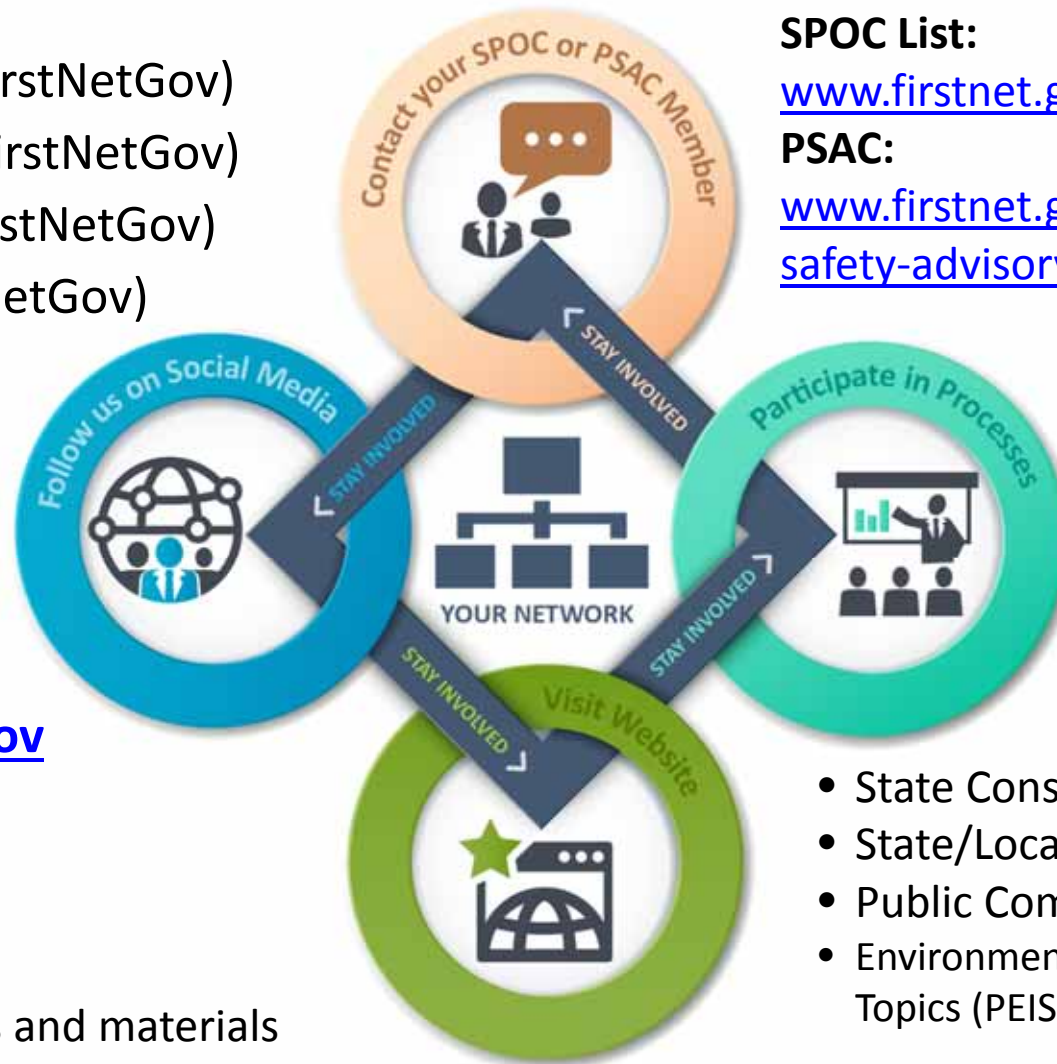 rstNetGov)
irstNetGov)
stNetGov)
etGov)
Contact your SPOC or PSAC Member
SPOC List:
www.firstnet.g
PSAC:
www.firstnet.g
safety-advisory
Follow us on Social Media
STAY INVOLVED
STAY INVOLVED
Participate in Processes
YOUR NETWORK
STAY INVOLVED
STAY INVOLVED
Visit Website
ov
• State Cons
• State/Loca
• Public Com
• Environmen
Topics (PEIS
s and materials